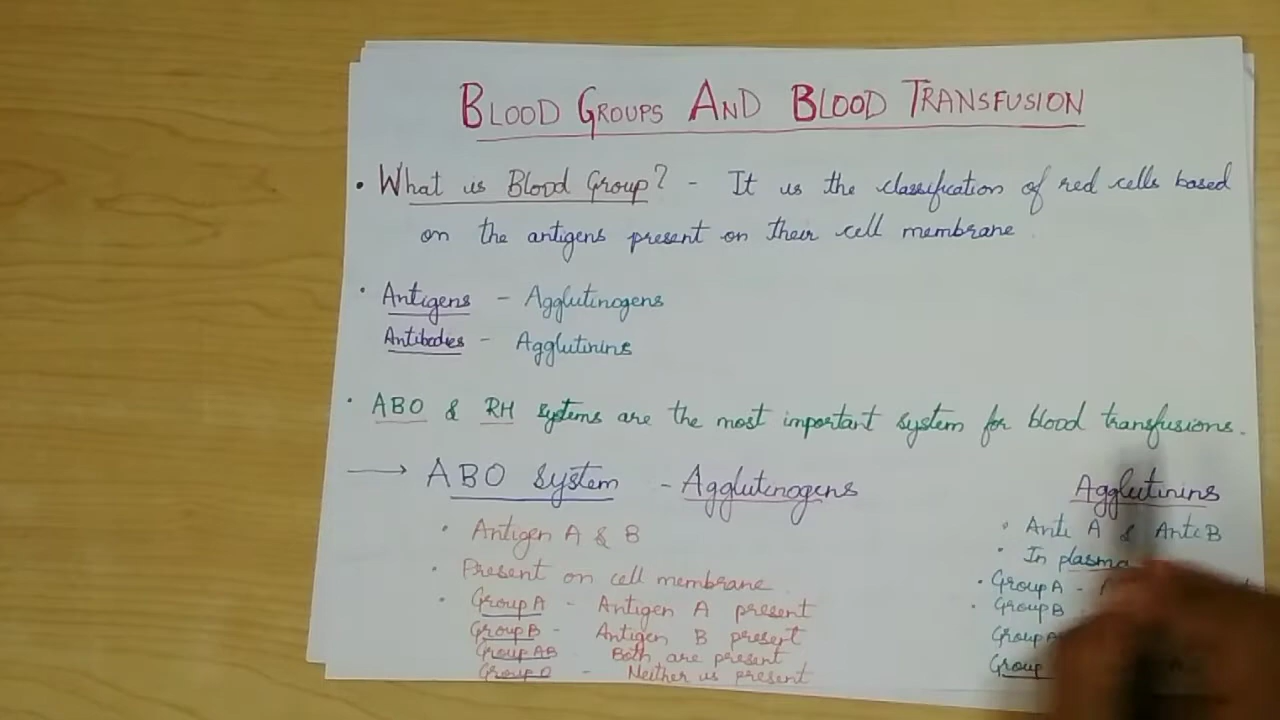 BLOOD GROUPS AND BLOOD TRANSFUSION
• What is Blood Group? - It is the classification of red cells based
on the antigens present on their cell membrane
• Antigens - Agglutinogens
Antibodies - Agglutinins
• ABO & RH systems are the most important system for blood transfusions.
→ ABO system - Agglutinogens
• Antigen A & B
• Present on cell membrane
• Group A - Antigen A present
Group B - Antigen B present
Group AB - Both are present
Group O - Neither is present
Agglutinins
• Anti A & Anti B
• In plasma
• Group A -
• Group B
Group
Group